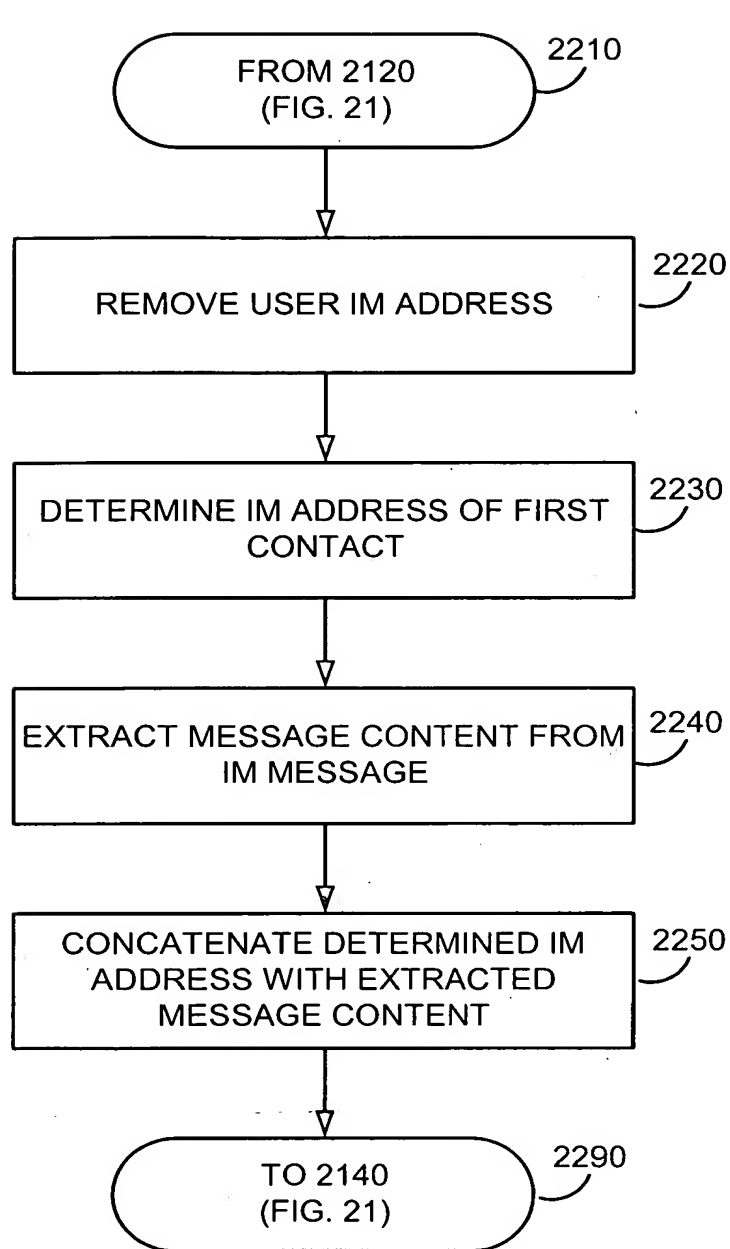 FROM 2120
(FIG. 21)
2210
REMOVE USER IM ADDRESS
2220
DETERMINE IM ADDRESS OF FIRST
CONTACT
2230
EXTRACT MESSAGE CONTENT FROM
IM MESSAGE
2240
CONCATENATE DETERMINED IM
ADDRESS WITH EXTRACTED
MESSAGE CONTENT
2250
TO 2140
(FIG. 21)
2290